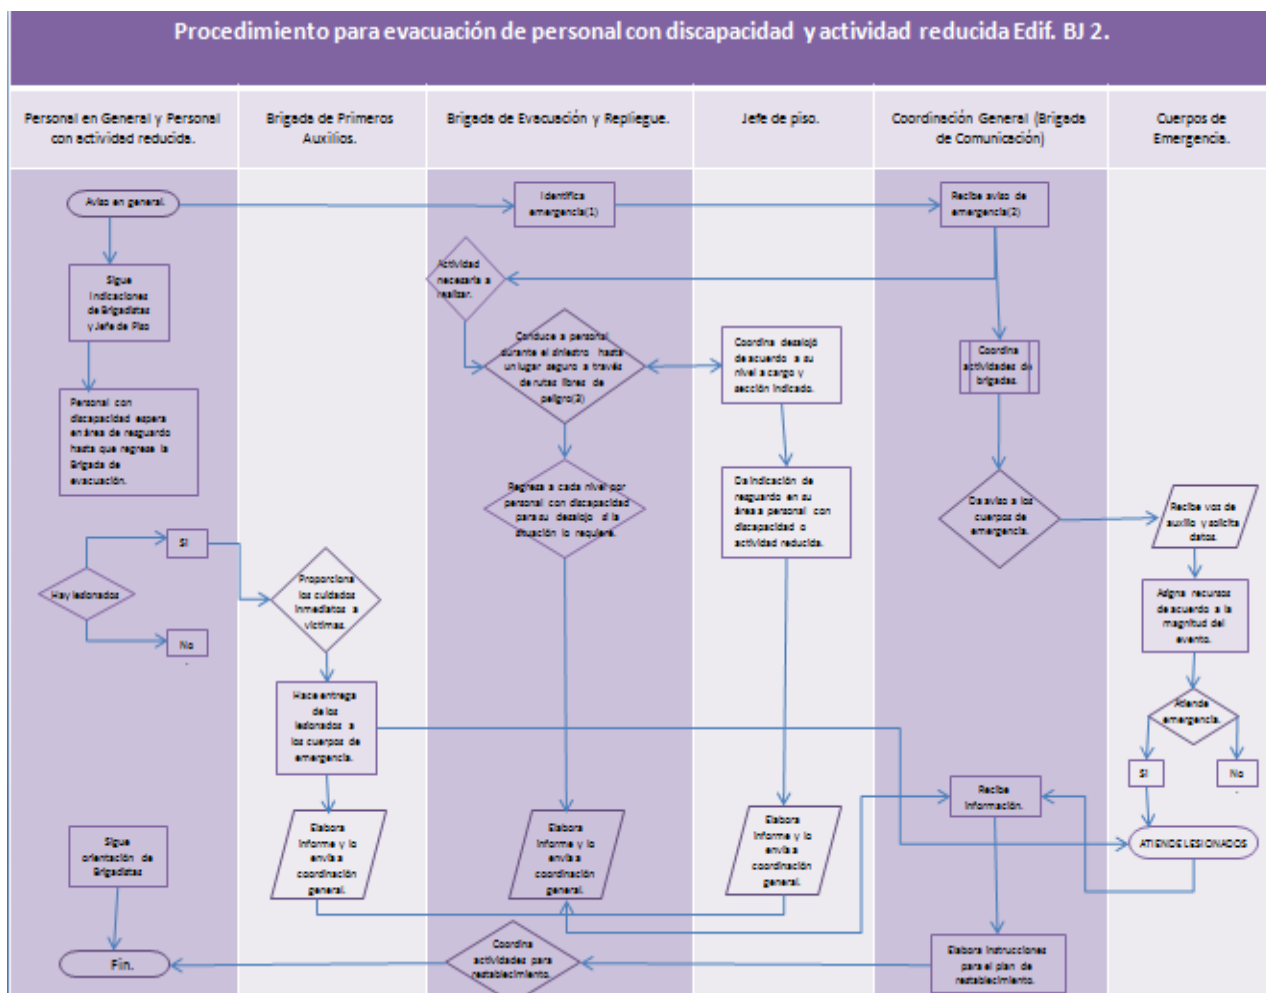 Procedimiento para evacuación de personal con discapacidad y actividad reducida Edif. BJ 2.
Personal en General y Personal
con actividad reducida.
Brigada de Primeros
Auxilios.
Brigada de Evacuación y Repliegue.
Jefe de piso.
Coordinación General (Brigada
de Comunicación)
Cuerpos de
Emergencia.
Aviso en general.
Identifica
emergencia(1)
Recibe aviso de
emergencia(2)
Actividad
necesaria a
realizar.
Sigue
Indicaciones
de Brigadistas
y Jefe de Piso
Conduce a personal
durante el siniestro hasta
un lugar seguro a través
de rutas libres de
peligro(3)
Coordina desalojó
de acuerdo a su
nivel a cargo y
sección indicado.
Coordina
actividades de
brigadas.
Personal con
discapacidad espera
en área de resguardo
hasta que regrese la
Brigada de
evacuación.
Regresa a cada nivel por
personal con discapacidad
para su desalojo si la
situación lo requiere.
Da indicación de
resguardo en su
área a personal con
discapacidad o
actividad reducida.
Da aviso a los
cuerpos de
emergencia.
Recibe voz de
auxilio y solicita
datos.
SI
Hay lesionados
No
Proporciona
los cuidados
inmediatos a
víctimas.
Asigna recursos
de acuerdo a la
magnitud del
evento.
Hace entrega
de los
lesionados a
los cuerpos de
emergencia.
Atiende
emergencia.
SI
No
Recibe
Información.
Elabora
Informe y lo
envía a
coordinación
general.
Elabora
Informe y lo
envía a
coordinación
general.
Elabora
Informe y lo
envía a
coordinación
general.
ATIENDE LESIONADOS
Sigue
orientación de
Brigadistas
Fin.
Coordina
actividades para
restablecimiento.
Elabora Instrucciones
para el plan de
restablecimiento.